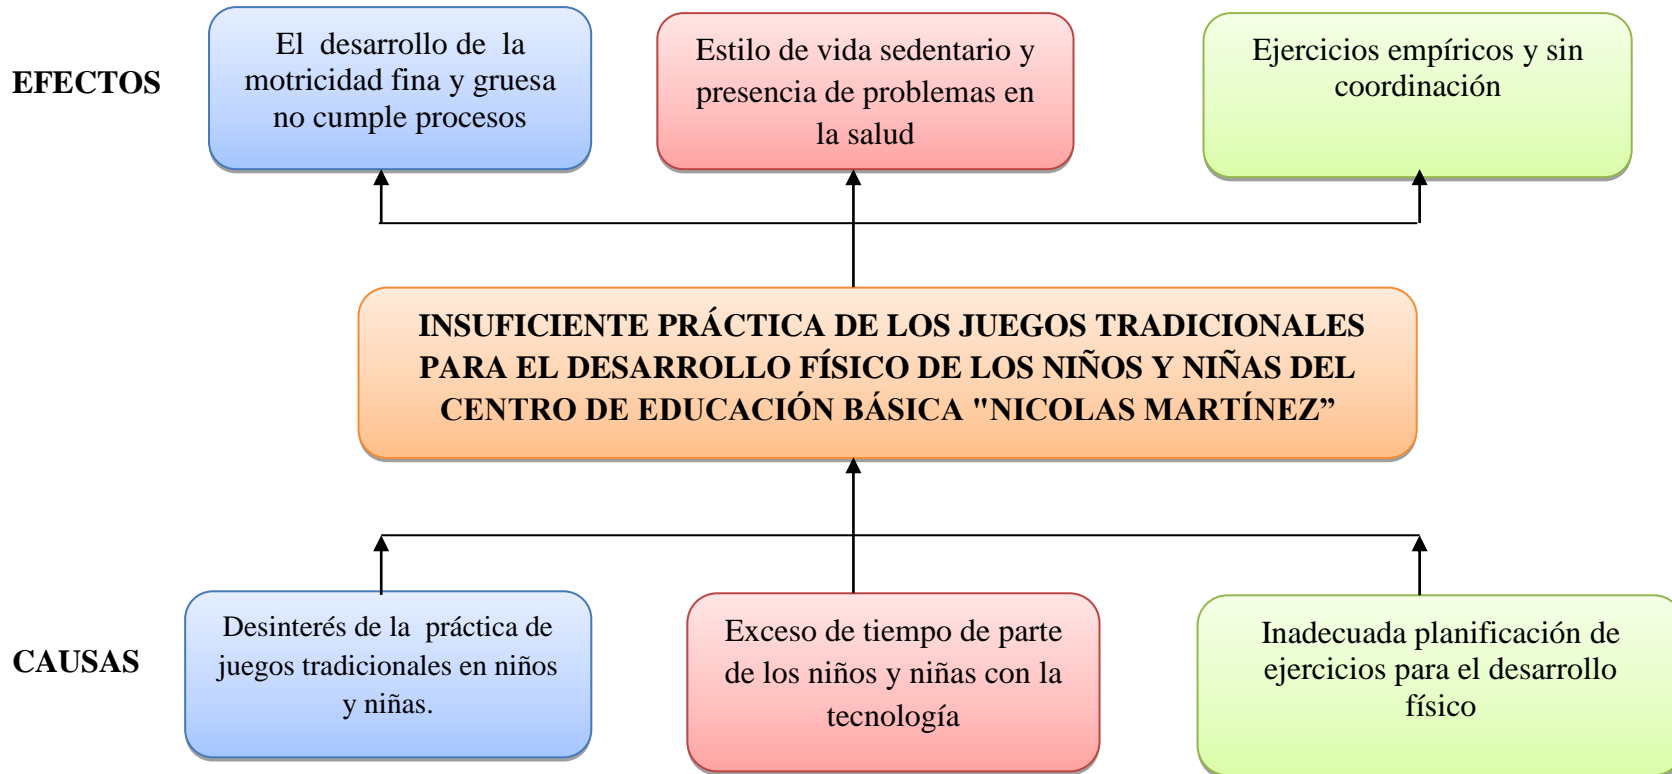 EFECTOS
El desarrollo de la
motricidad fina y gruesa
no cumple procesos
Estilo de vida sedentario y
presencia de problemas en
la salud
Ejercicios empíricos y sin
coordinación
INSUFICIENTE PRÁCTICA DE LOS JUEGOS TRADICIONALES
PARA EL DESARROLLO FÍSICO DE LOS NIÑOS Y NIÑAS DEL
CENTRO DE EDUCACIÓN BÁSICA "NICOLAS MARTÍNEZ”
CAUSAS
Desinterés de la práctica de
juegos tradicionales en niños
y niñas.
Exceso de tiempo de parte
de los niños y niñas con la
tecnología
Inadecuada planificación de
ejercicios para el desarrollo
físico